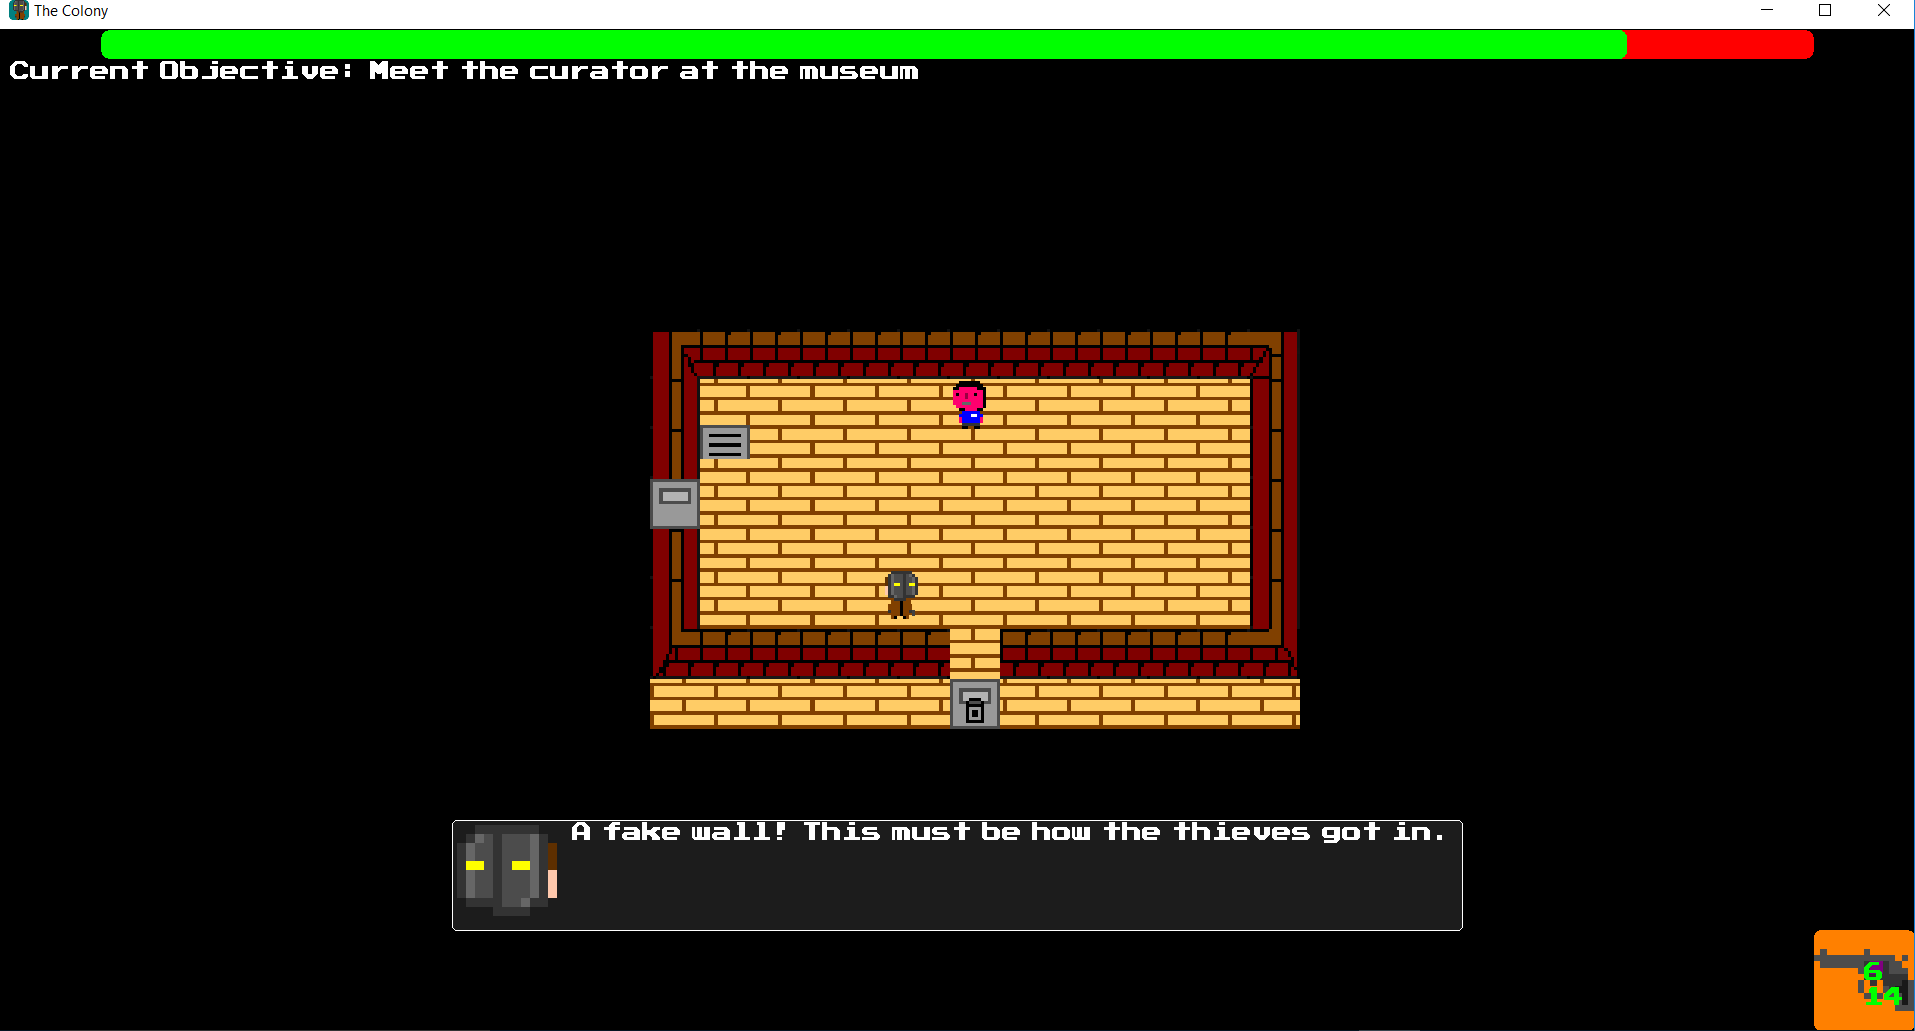 The Colony
Current Objective: Meet the curator at the museum
A fake wall! This must be how the thieves got in.
6
14